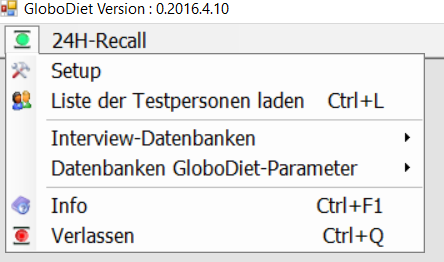 GloboDiet Version : 0.2016.4.10
24H-Recall
Setup
Liste der Testpersonen laden Ctrl+L
Interview-Datenbanken
Datenbanken GloboDiet-Parameter
Info Ctrl+F1
Verlassen Ctrl+Q